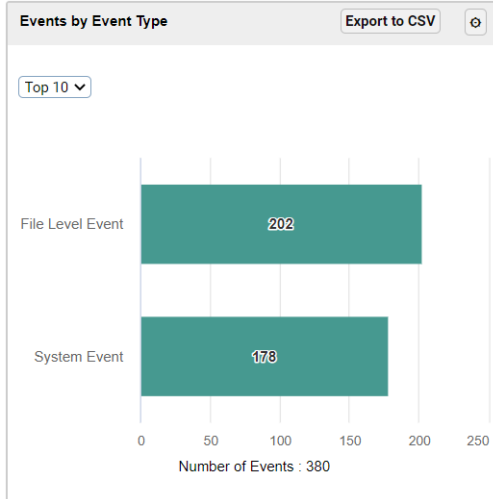 Events by Event Type
Export to CSV
Top 10
File Level Event
202
System Event
178
0 50 100 150 200 250
Number of Events : 380